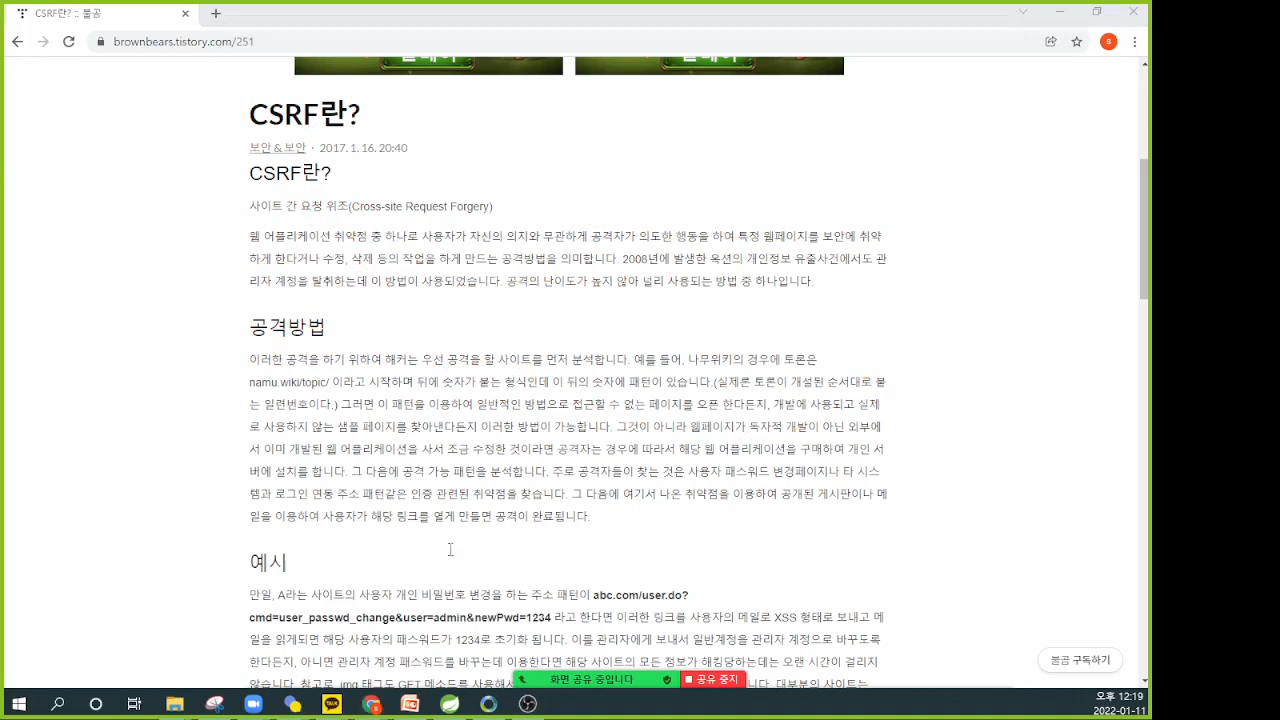 CSRF란? :: 불곰
brownbears.tistory.com/251
S
CSRF란?
보안 & 보안 · 2017. 1. 16. 20:40
CSRF란?
사이트 간 요청 위조(Cross-site Request Forgery)
웹 어플리케이션 취약점 중 하나로 사용자가 자신의 의지와 무관하게 공격자가 의도한 행동을 하여 특정 웹페이지를 보안에 취약
하게 한다거나 수정, 삭제 등의 작업을 하게 만드는 공격방법을 의미합니다. 2008년에 발생한 옥션의 개인정보 유출사건에서도 관
리자 계정을 탈취하는데 이 방법이 사용되었습니다. 공격의 난이도가 높지 않아 널리 사용되는 방법 중 하나입니다.
공격방법
이러한 공격을 하기 위하여 해커는 우선 공격을 할 사이트를 먼저 분석합니다. 예를 들어, 나무위키의 경우에 토론은
namu.wiki/topic/ 이라고 시작하며 뒤에 숫자가 붙는 형식인데 이 뒤의 숫자에 패턴이 있습니다.(실제론 토론이 개설된 순서대로 붙
는 일련번호이다.) 그러면 이 패턴을 이용하여 일반적인 방법으로 접근할 수 없는 페이지를 오픈 한다든지, 개발에 사용되고 실제
로 사용하지 않는 샘플 페이지를 찾아낸다든지 이러한 방법이 가능합니다. 그것이 아니라 웹페이지가 독자적 개발이 아닌 외부에
서 이미 개발된 웹 어플리케이션을 사서 조금 수정한 것이라면 공격자는 경우에 따라서 해당 웹 어플리케이션을 구매하여 개인 서
버에 설치를 합니다. 그 다음에 공격 가능 패턴을 분석합니다. 주로 공격자들이 찾는 것은 사용자 패스워드 변경페이지나 타 시스
템과 로그인 연동 주소 패턴같은 인증 관련된 취약점을 찾습니다. 그 다음에 여기서 나온 취약점을 이용하여 공개된 게시판이나 메
일을 이용하여 사용자가 해당 링크를 열게 만들면 공격이 완료됩니다.
예시
만일, A라는 사이트의 사용자 개인 비밀번호 변경을 하는 주소 패턴이 abc.com/user.do?
cmd=user_passwd_change&user=admin&newPwd=1234 라고 한다면 이러한 링크를 사용자의 메일로 XSS 형태로 보내고 메
일을 읽게되면 해당 사용자의 패스워드가 1234로 초기화 됩니다. 이를 관리자에게 보내서 일반계정을 관리자 계정으로 바꾸도록
한다든지, 아니면 관리자 계정 패스워드를 바꾸는데 이용한다면 해당 사이트의 모든 정보가 해킹당하는데는 오랜 시간이 걸리지
않습니다. 참고로, img 태그도 GET 메소드를 사용해서 니다. 대부분의 사이트는
불곰 구독하기
화면 공유 중입니다
공유 중지
TALK
오후 12:19
2022-01-11